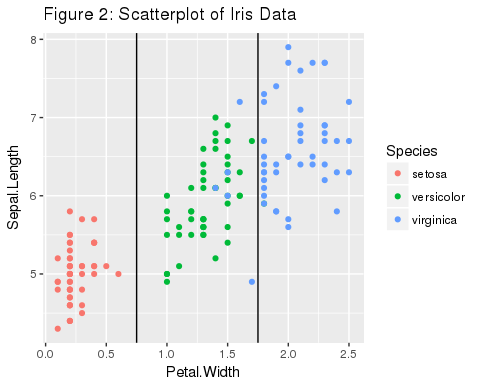 Figure 2: Scatterplot of Iris Data
8
7
6
5
Sepal.Length
0.0 0.5 1.0 1.5 2.0 2.5
Petal.Width
Species
setosa
versicolor
virginica